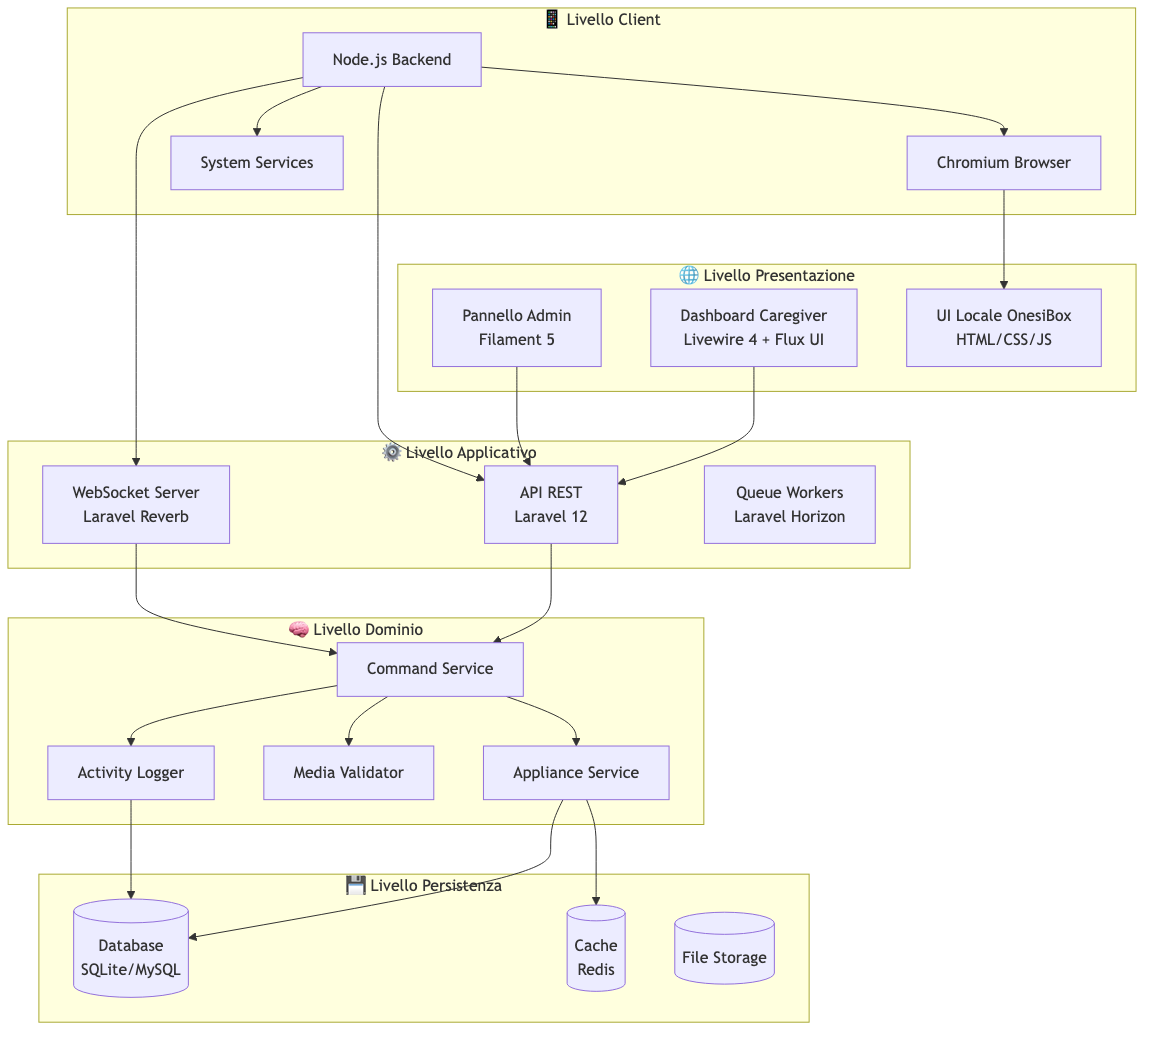 📱 Livello Client
Node.js Backend
System Services
Chromium Browser
🌐 Livello Presentazione
Pannello Admin
Filament 5
Dashboard Caregiver
Livewire 4 + Flux UI
UI Locale OnesiBox
HTML/CSS/JS
⚙️ Livello Applicativo
WebSocket Server
Laravel Reverb
API REST
Laravel 12
Queue Workers
Laravel Horizon
🧠 Livello Dominio
Command Service
Activity Logger
Media Validator
Appliance Service
💾 Livello Persistenza
Database
SQLite/MySQL
Cache
Redis
File Storage